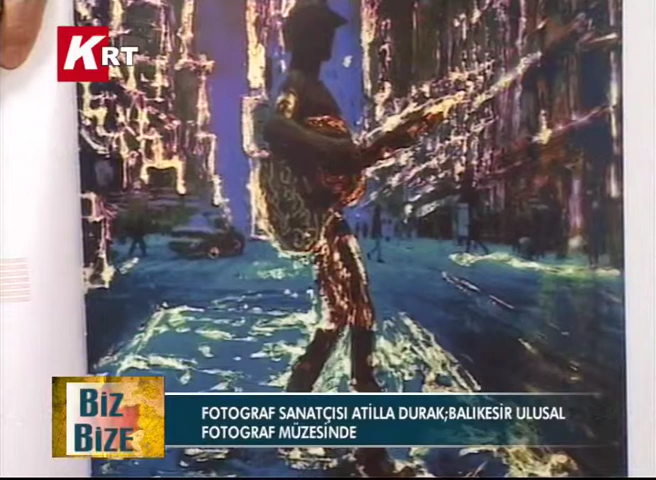 KRT
BiZ
BiZE
FOTOGRAF SANATÇISI ATİLLA DURAK;BALIKESİR ULUSAL
FOTOGRAF MÜZESİNDE